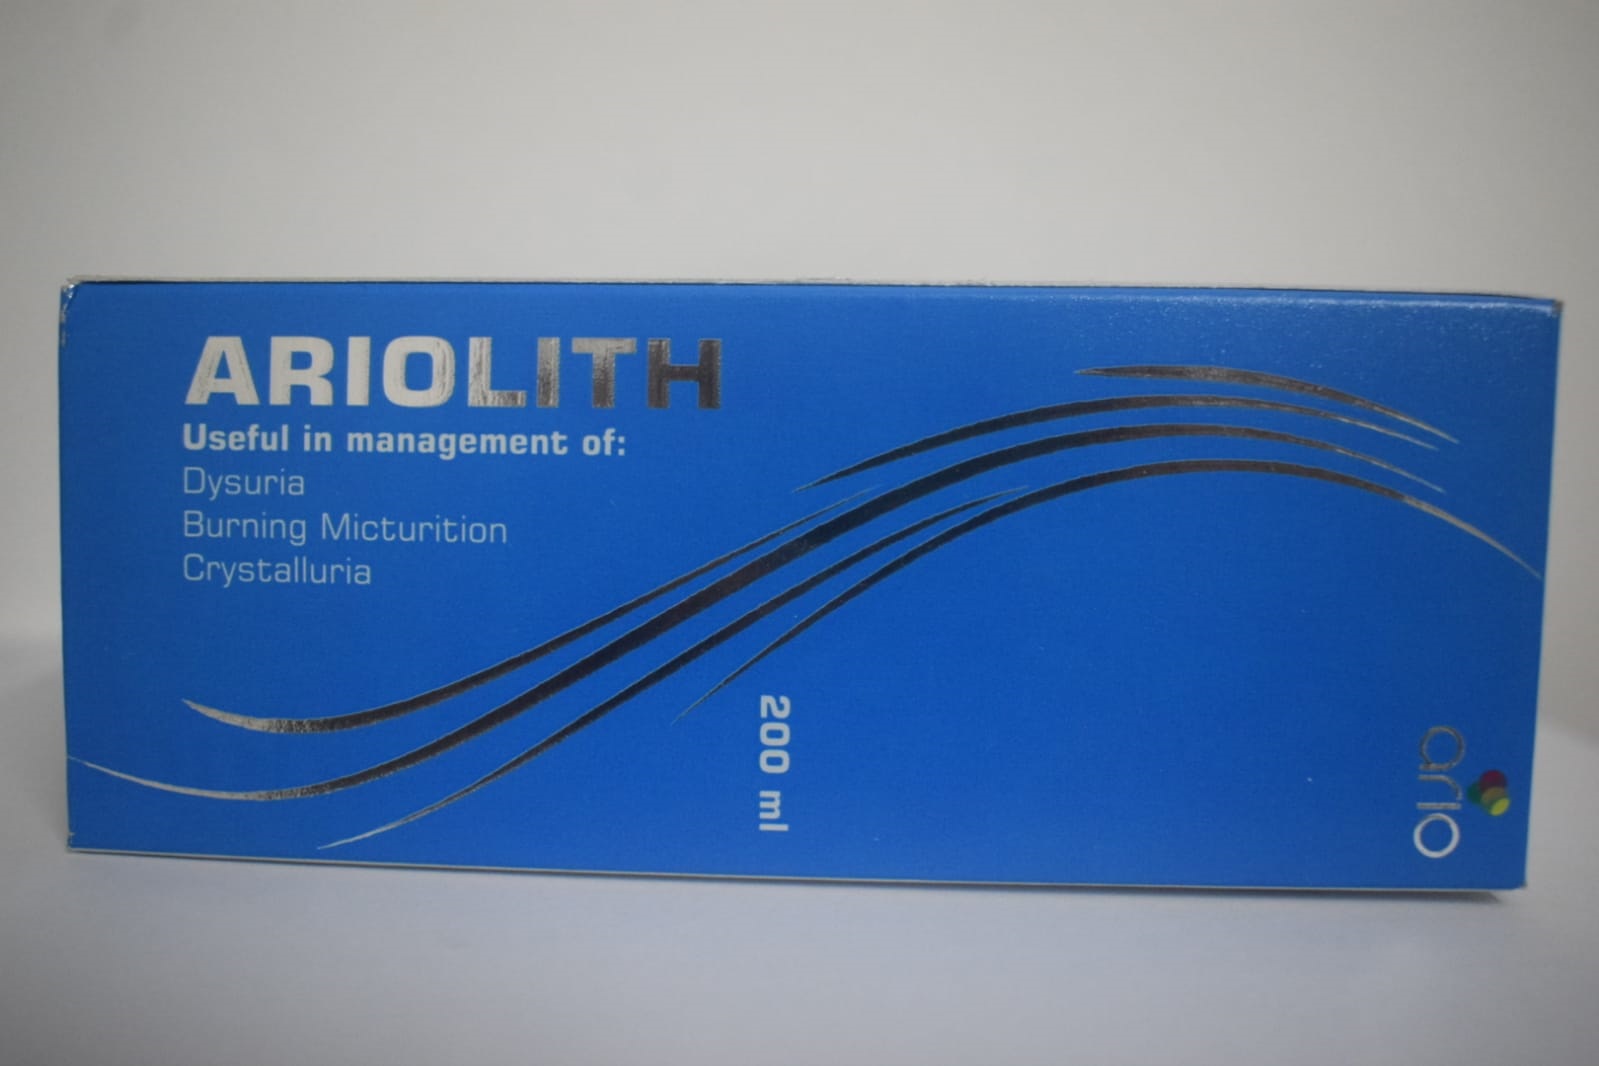 ARIOLITH
Useful in management of:
Dysuria
Burning Micturition
Crystalluria
200 ml
ario